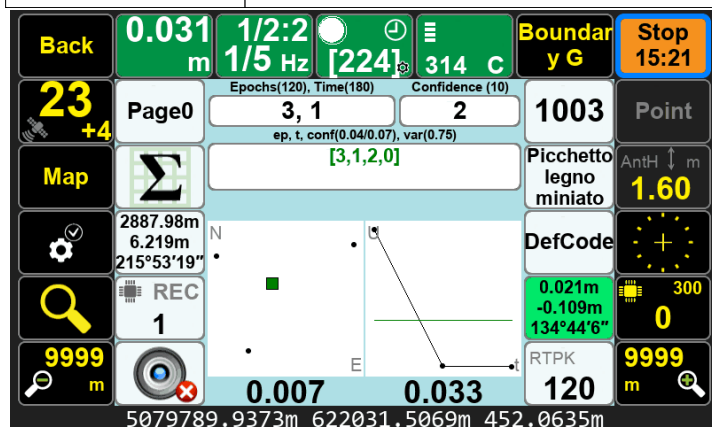 Back
0.031
m
1/2:2
1/5 Hz
[224]
314 C
Boundar
y G
Stop
15:21
23
+4
Page0
Epochs(120), Time(180)
3, 1
Confidence (10)
2
1003
Point
ep, t, conf(0.04/0.07), var(0.75)
[3,1,2,0]
Map
Σ
Picchetto
legno
miniato
AntH m
1.60
2887.98m
6.219m
215°53'19"
N
U
DefCode
REC
1
0.021m
-0.109m
134°44'6"
300
0
9999
m
E
t
RTPK
120
9999
m
0.007
0.033
5079789.9373m 622031.5069m 452.0635m